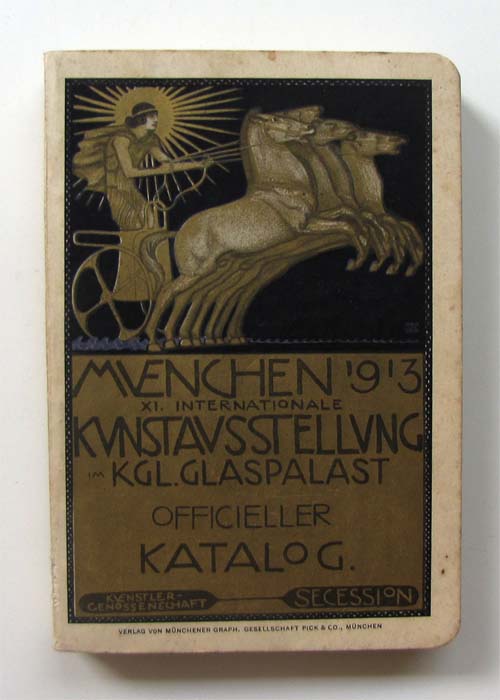 MVENCHEN 1913
XI. INTERNATIONALE
KVNSTAVSSTELLVNG
IM KGL. GLASPALAST
OFFICIELLER
KATALOG.
KVENSTLER-
GENOSSENSCHAFT
SECESSION
VERLAG VON MÜNCHENER GRAPH. GESELLSCHAFT PICK & CO., MÜNCHEN